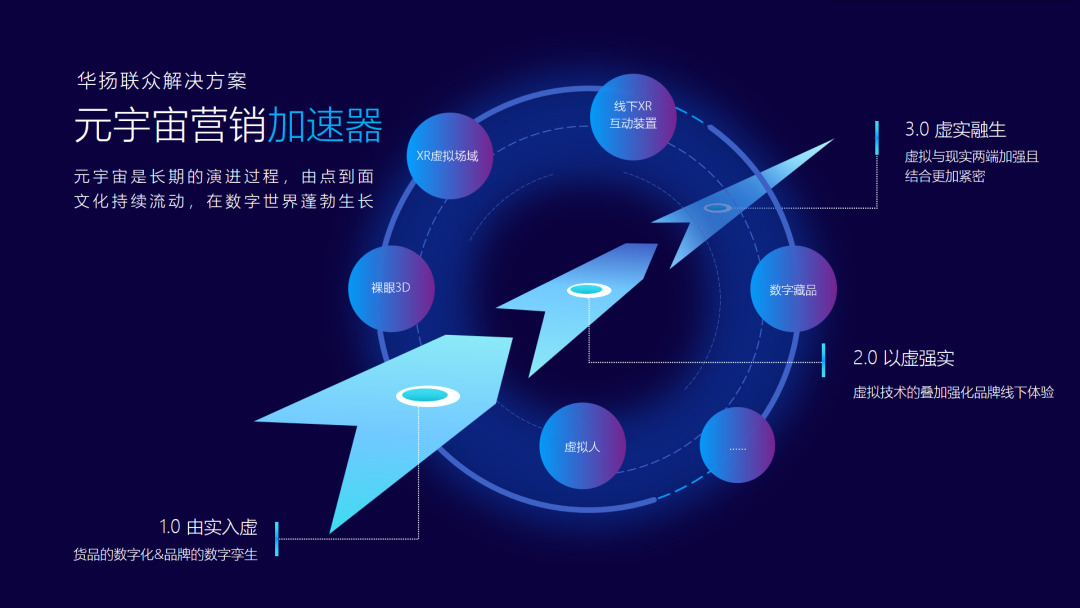 华扬联众解决方案
元宇宙营销加速器
元宇宙是长期的演进过程，由点到面
文化持续流动，在数字世界蓬勃生长
线下XR
互动装置
XR虚拟场域
3.0 虚实融生
虚拟与现实两端加强且
结合更加紧密
裸眼3D
数字藏品
2.0 以虚强实
虚拟技术的叠加强化品牌线下体验
虚拟人
……
1.0 由实入虚
货品的数字化&品牌的数字孪生